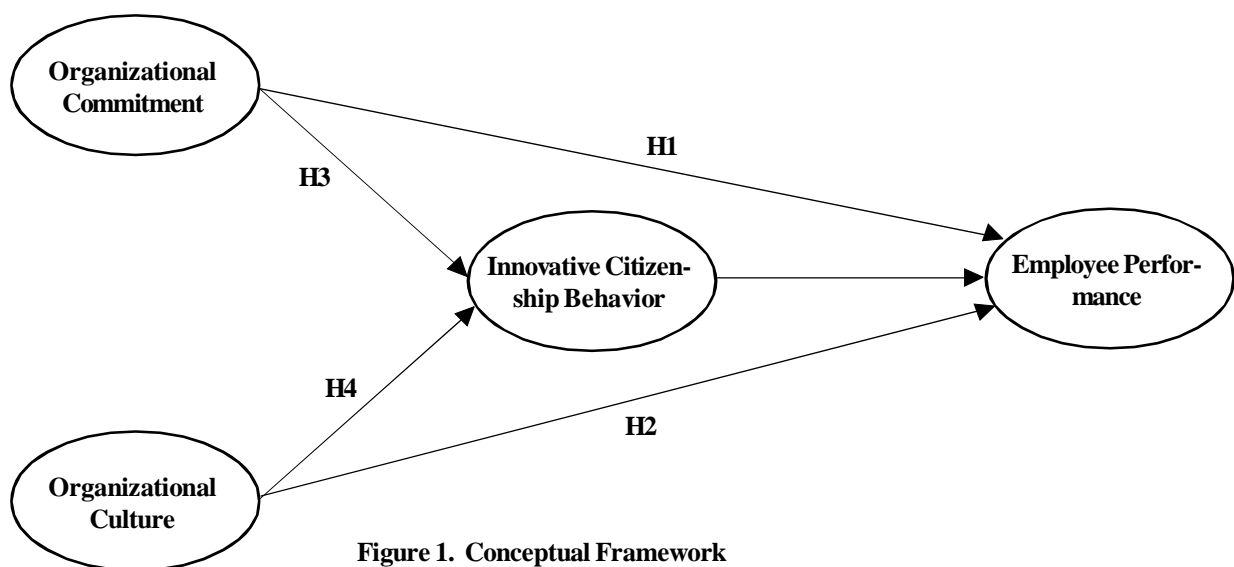 Organizational
Commitment
H1
H3
Innovative Citizen-
ship Behavior
Employee Perfor-
mance
H4
H2
Organizational
Culture
Figure 1. Conceptual Framework